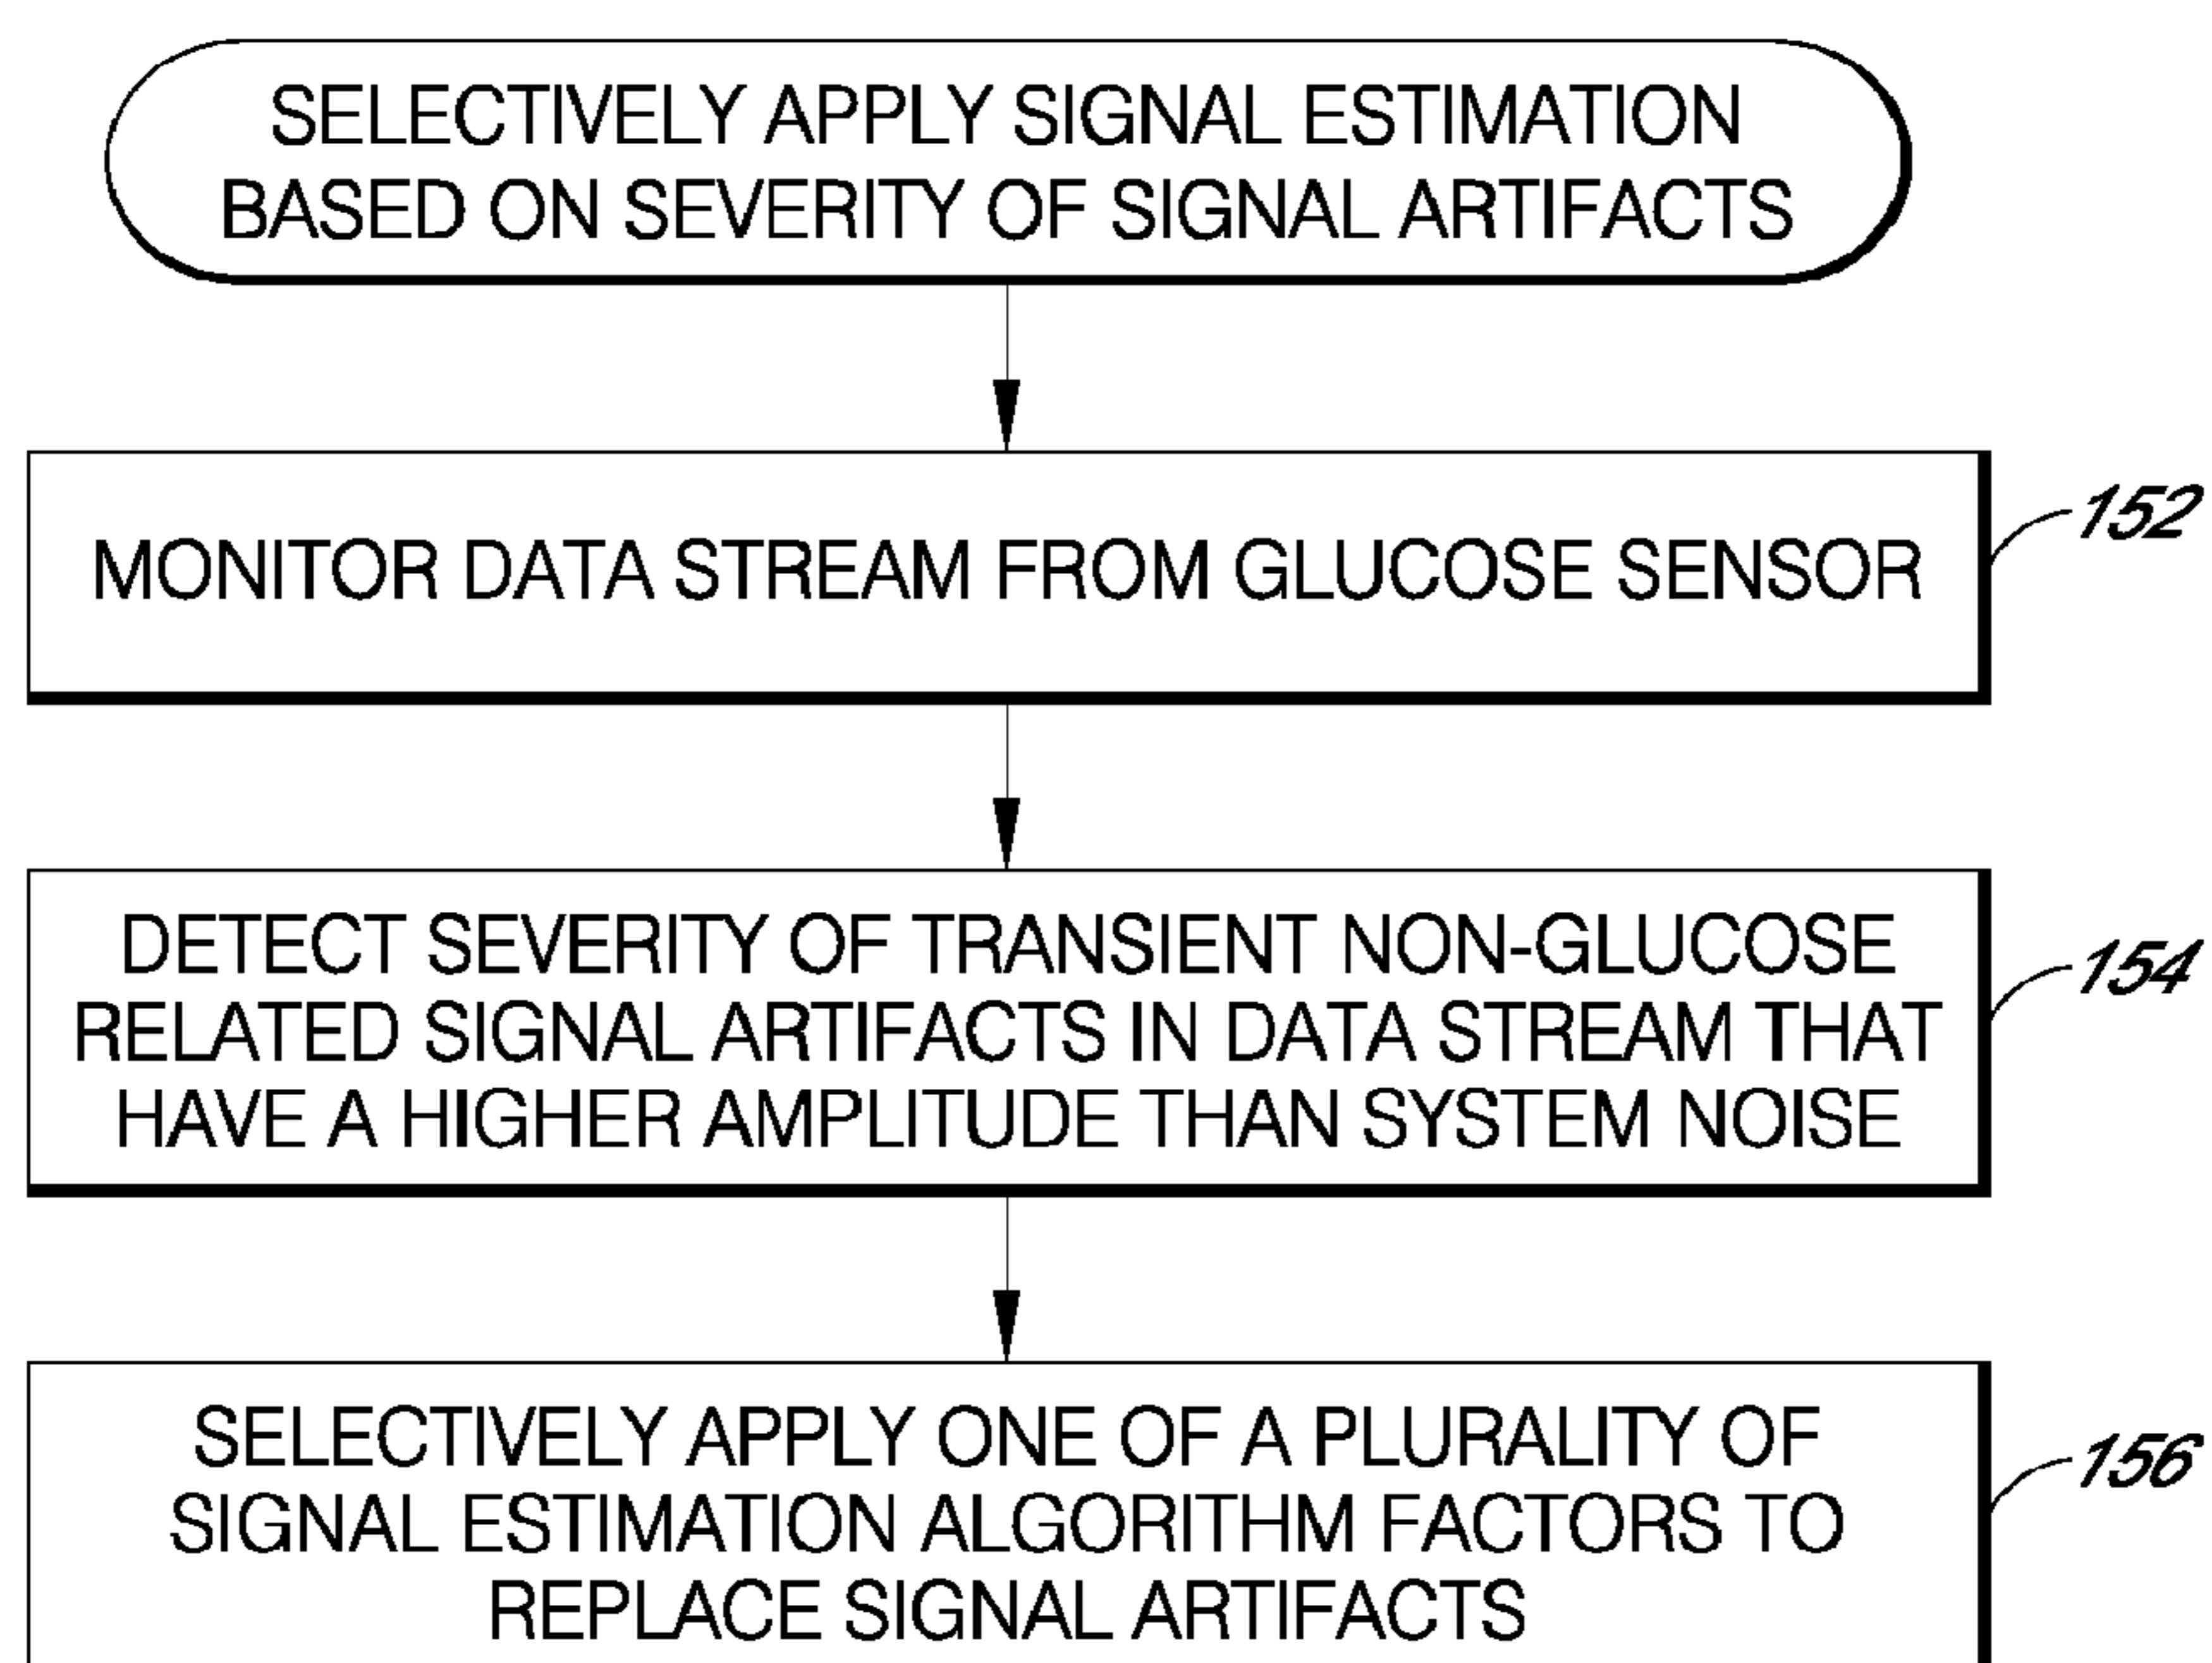 SELECTIVELY APPLY SIGNAL ESTIMATION
BASED ON SEVERITY OF SIGNAL ARTIFACTS
MONITOR DATA STREAM FROM GLUCOSE SENSOR
152
DETECT SEVERITY OF TRANSIENT NON-GLUCOSE
RELATED SIGNAL ARTIFACTS IN DATA STREAM THAT
HAVE A HIGHER AMPLITUDE THAN SYSTEM NOISE
154
SELECTIVELY APPLY ONE OF A PLURALITY OF
SIGNAL ESTIMATION ALGORITHM FACTORS TO
REPLACE SIGNAL ARTIFACTS
156